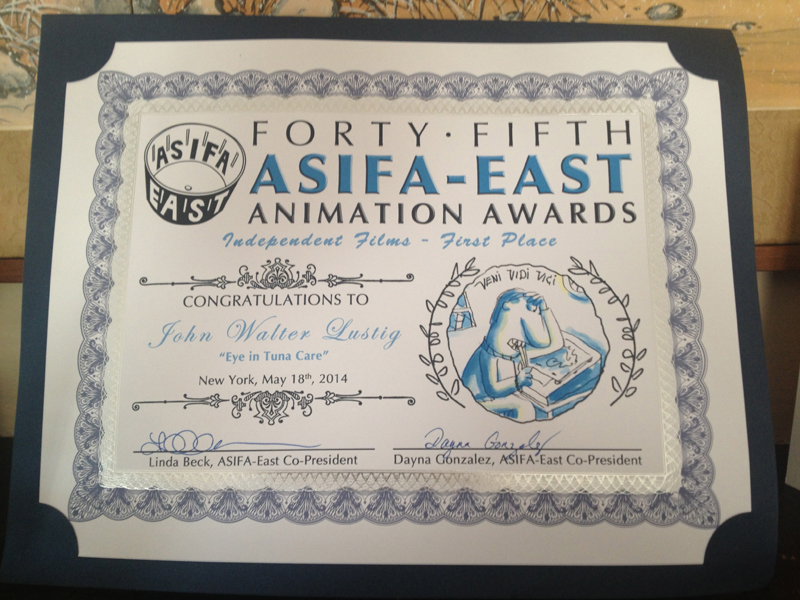 ASIFA
EAST
FORTY · FIFTH
ASIFA-EAST
ANIMATION AWARDS
Independent Films - First Place
CONGRATULATIONS TO
John Walter Lustig
"Eye in Tuna Care"
New York, May 18th, 2014
VENI VIDI VICI
Dayna Gonzalez
Linda Beck, ASIFA-East Co-President
Dayna Gonzalez, ASIFA-East Co-President